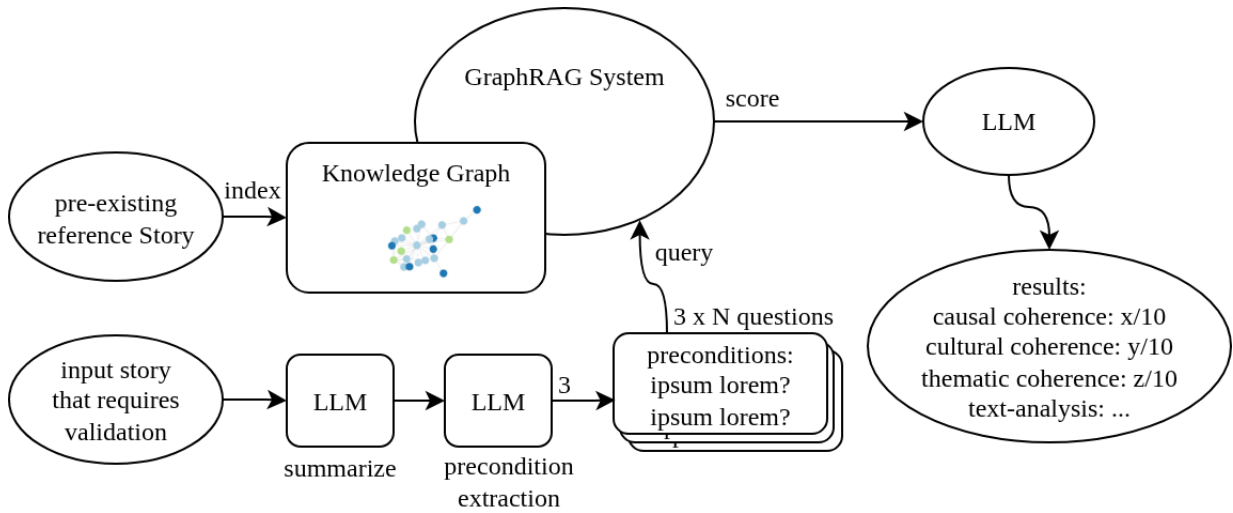 GraphRAG System
score
LLM
Knowledge Graph
index
pre-existing
reference Story
query
results:
causal coherence: x/10
cultural coherence: y/10
thematic coherence: z/10
text-analysis: ...
3 x N questions
preconditions:
ipsum lorem?
ipsum lorem?
input story
that requires
validation
LLM
LLM
3
summarize
precondition
extraction